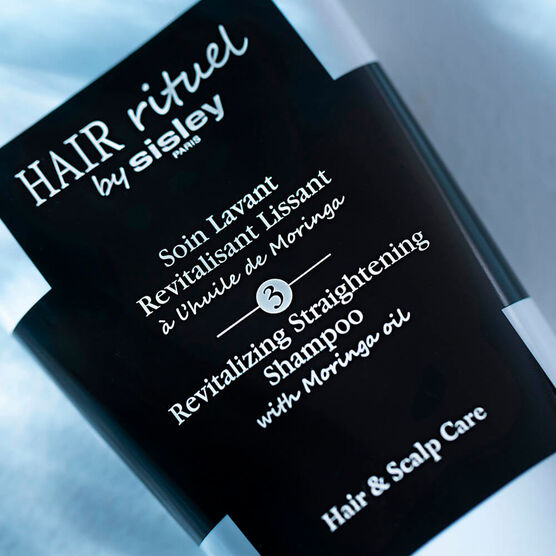 HAIR rituel
by sisley
PARIS
Soin Lavant
Revitalisant Lissant
à l'huile de Moringa
3
Revitalizing Straightening
Shampoo
with Moringa oil
Hair & Scalp Care